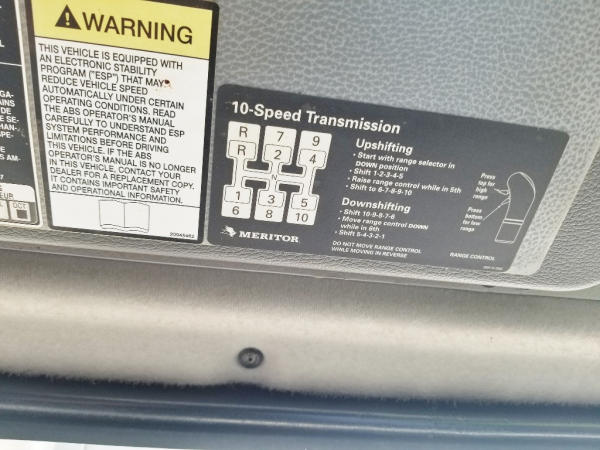 WARNING
THIS VEHICLE IS EQUIPPED WITH
AN ELECTRONIC STABILITY
PROGRAM ("ESP") THAT MAY
REDUCE VEHICLE SPEED
AUTOMATICALLY UNDER CERTAIN
OPERATING CONDITIONS. READ
THE ABS OPERATOR'S MANUAL
CAREFULLY TO UNDERSTAND ESP
SYSTEM PERFORMANCE AND
LIMITATIONS BEFORE DRIVING
THIS VEHICLE. IF THE ABS
OPERATOR'S MANUAL IS NO LONGER
IN THIS VEHICLE, CONTACT YOUR
DEALER FOR A REPLACEMENT COPY.
IT CONTAINS IMPORTANT SAFETY
AND OPERATIONAL INFORMATION.
10-Speed Transmission
R 7 9
R 2 4
N
1 3 5
6 8 10
MERITOR
Upshifting
• Start with range selector in
DOWN position
• Shift 1-2-3-4-5
• Raise range control while in 5th
• Shift to 6-7-8-9-10
Downshifting
• Shift 10-9-8-7-6
• Move range control DOWN
while in 6th
• Shift 5-4-3-2-1
DO NOT MOVE RANGE CONTROL
WHILE MOVING IN REVERSE
Press
top for
high
range
Press
bottom
for low
range
RANGE CONTROL
OCT